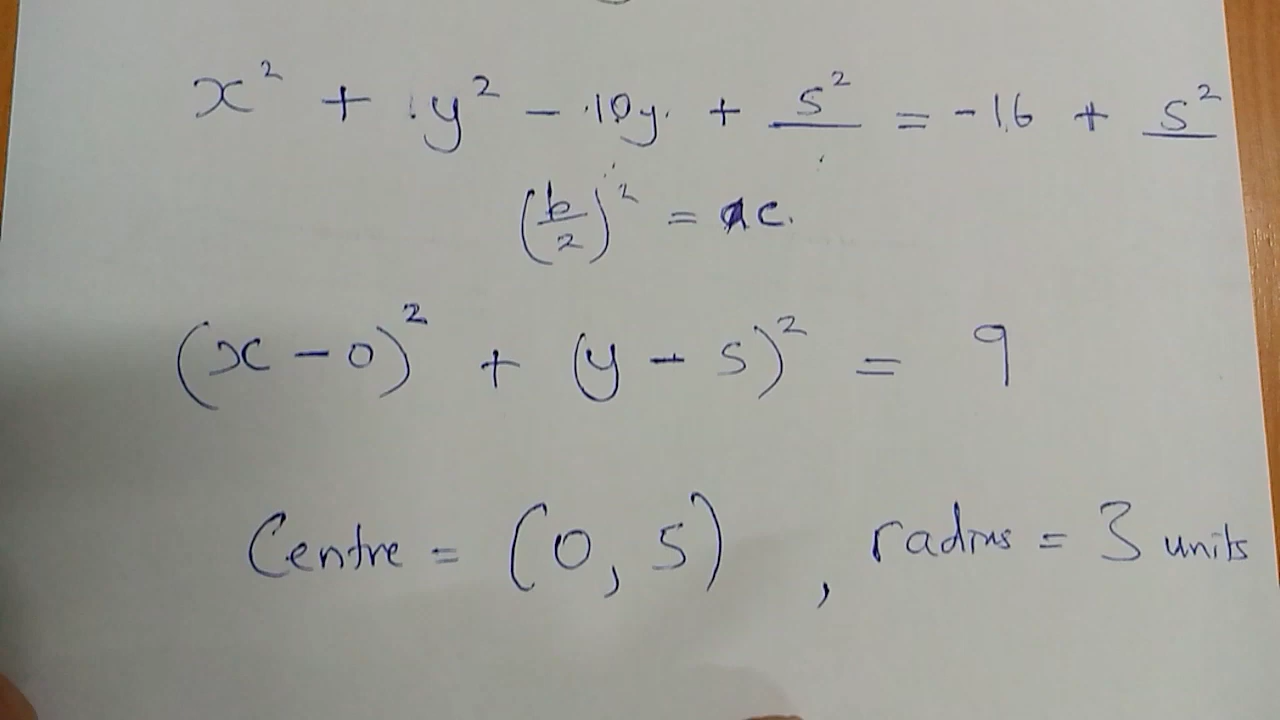 x² + y² - 10y + 5² = -16 + 5²
(b/2)² = ac.
(x - 0)² + (y - 5)² = 9
Centre = (0, 5) , radius = 3 units